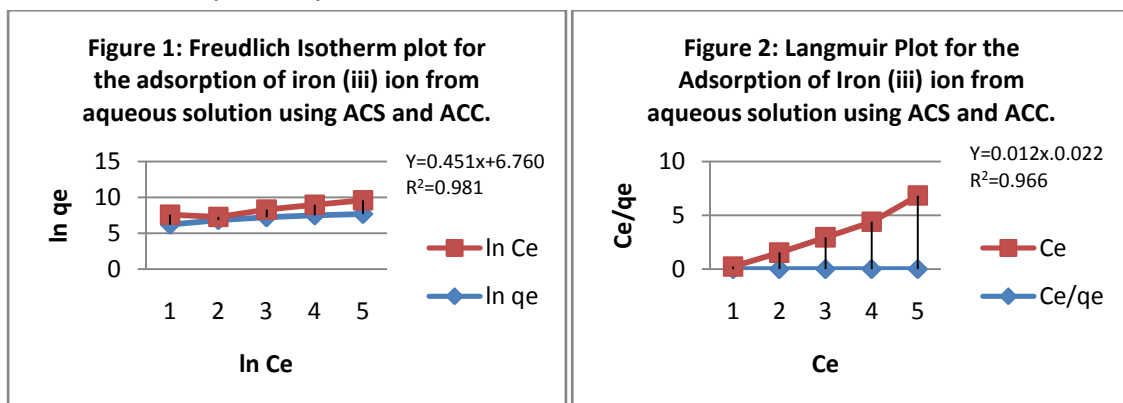 Figure 1: Freudlich Isotherm plot for
the adsorption of iron (iii) ion from
aqueous solution using ACS and ACC.
Y=0.451x+6.760
R²=0.981
15
10
5
0
ln qe
ln Ce
ln qe
1 2 3 4 5
ln Ce
Figure 2: Langmuir Plot for the
Adsorption of Iron (iii) ion from
aqueous solution using ACS and ACC.
Y=0.012x.0.022
R²=0.966
10
5
0
Ce/qe
Ce
Ce/qe
1 2 3 4 5
Ce